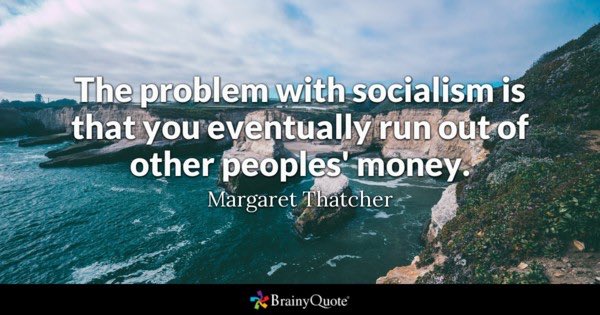 The problem with socialism is
that you eventually run out of
other peoples' money.
Margaret Thatcher
BrainyQuote®